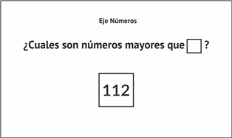 Eje Números
¿Cuales son números mayores que ?
112